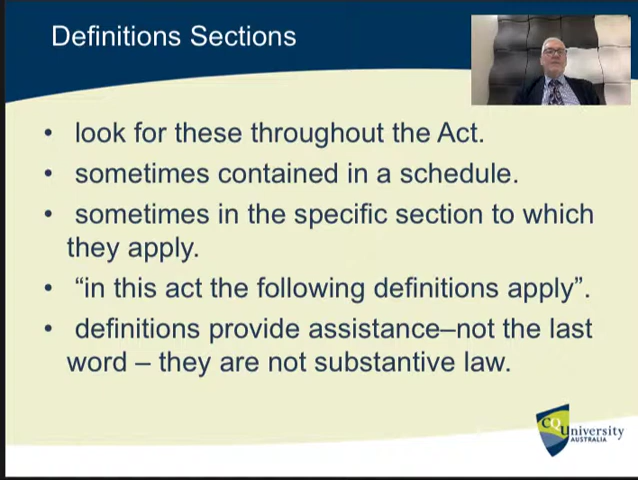 Definitions Sections
• look for these throughout the Act.
• sometimes contained in a schedule.
• sometimes in the specific section to which
they apply.
• “in this act the following definitions apply”.
• definitions provide assistance–not the last
word – they are not substantive law.
CQUniversity
AUSTRALIA